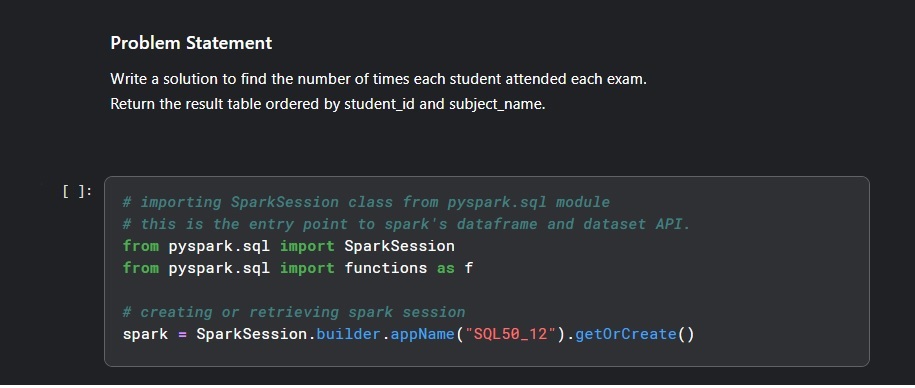 Problem Statement
Write a solution to find the number of times each student attended each exam.
Return the result table ordered by student_id and subject_name.
[ ]:
# importing SparkSession class from pyspark.sql module
# this is the entry point to spark's dataframe and dataset API.
from pyspark.sql import SparkSession
from pyspark.sql import functions as f
# creating or retrieving spark session
spark = SparkSession.builder.appName("SQL50_12").getOrCreate()